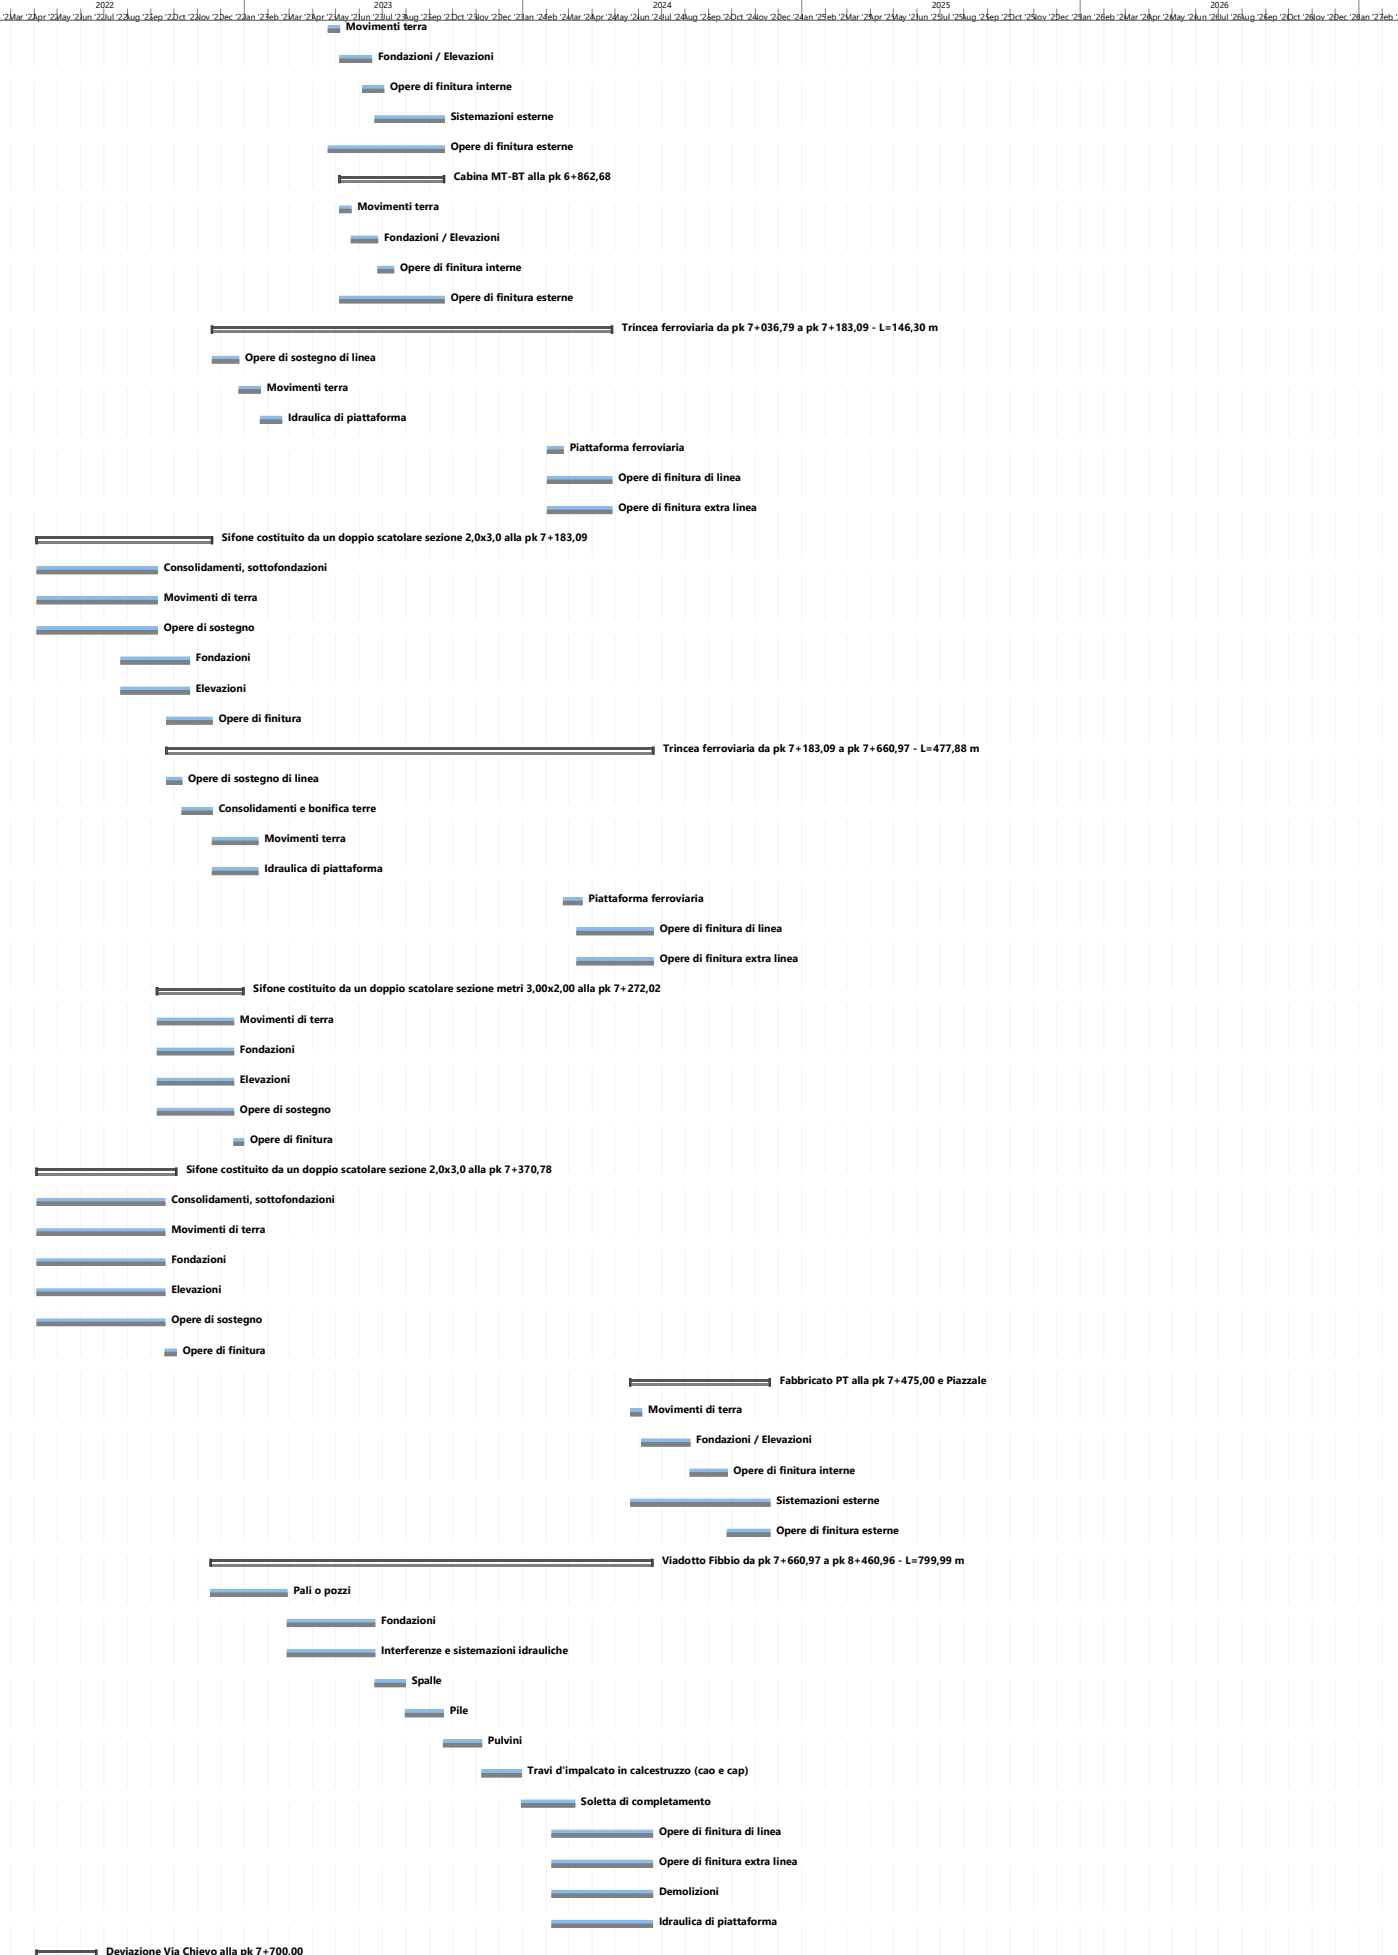 2022 2023 2024 2025 2026
Movimenti terra
Fondazioni / Elevazioni
Opere di finitura interne
Sistemazioni esterne
Opere di finitura esterne
Cabina MT-BT alla pk 6+862,68
Movimenti terra
Fondazioni / Elevazioni
Opere di finitura interne
Opere di finitura esterne
Trincea ferroviaria da pk 7+036,79 a pk 7+183,09 - L=146,30 m
Opere di sostegno di linea
Movimenti terra
Idraulica di piattaforma
Piattaforma ferroviaria
Opere di finitura di linea
Opere di finitura extra linea
Sifone costituito da un doppio scatolare sezione 2,0x3,0 alla pk 7+183,09
Consolidamenti, sottofondazioni
Movimenti di terra
Opere di sostegno
Fondazioni
Elevazioni
Opere di finitura
Trincea ferroviaria da pk 7+183,09 a pk 7+660,97 - L=477,88 m
Opere di sostegno di linea
Consolidamenti e bonifica terre
Movimenti terra
Idraulica di piattaforma
Piattaforma ferroviaria
Opere di finitura di linea
Opere di finitura extra linea
Sifone costituito da un doppio scatolare sezione metri 3,00x2,00 alla pk 7+272,02
Movimenti di terra
Fondazioni
Elevazioni
Opere di sostegno
Opere di finitura
Sifone costituito da un doppio scatolare sezione 2,0x3,0 alla pk 7+370,78
Consolidamenti, sottofondazioni
Movimenti di terra
Fondazioni
Elevazioni
Opere di sostegno
Opere di finitura
Fabbricato PT alla pk 7+475,00 e Piazzale
Movimenti di terra
Fondazioni / Elevazioni
Opere di finitura interne
Sistemazioni esterne
Opere di finitura esterne
Viadotto Fibbio da pk 7+660,97 a pk 8+460,96 - L=799,99 m
Pali o pozzi
Fondazioni
Interferenze e sistemazioni idrauliche
Spalle
Pile
Pulvini
Travi d'impalcato in calcestruzzo (cao e cap)
Soletta di completamento
Opere di finitura di linea
Opere di finitura extra linea
Demolizioni
Idraulica di piattaforma
Deviazione Via Chievo alla pk 7+700,00